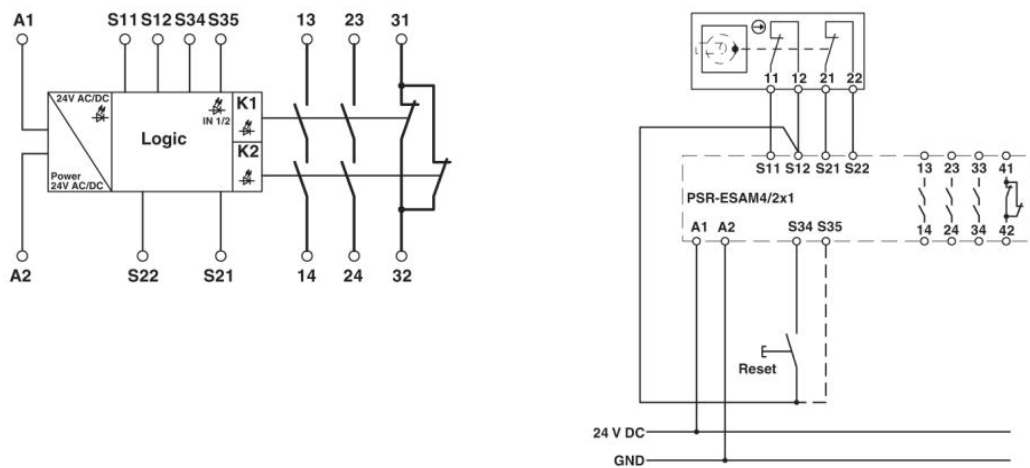 A1 S11 S12 S34 S35 13 23 31
24V AC/DC
IN 1/2
K1
Logic
K2
Power
24V AC/DC
A2 S22 S21 14 24 32
11 12 21 22
S11 S12 S21 S22 13 23 33 41
PSR-ESAM4/2x1
A1 A2 S34 S35 14 24 34 42
Reset
24 V DC
GND